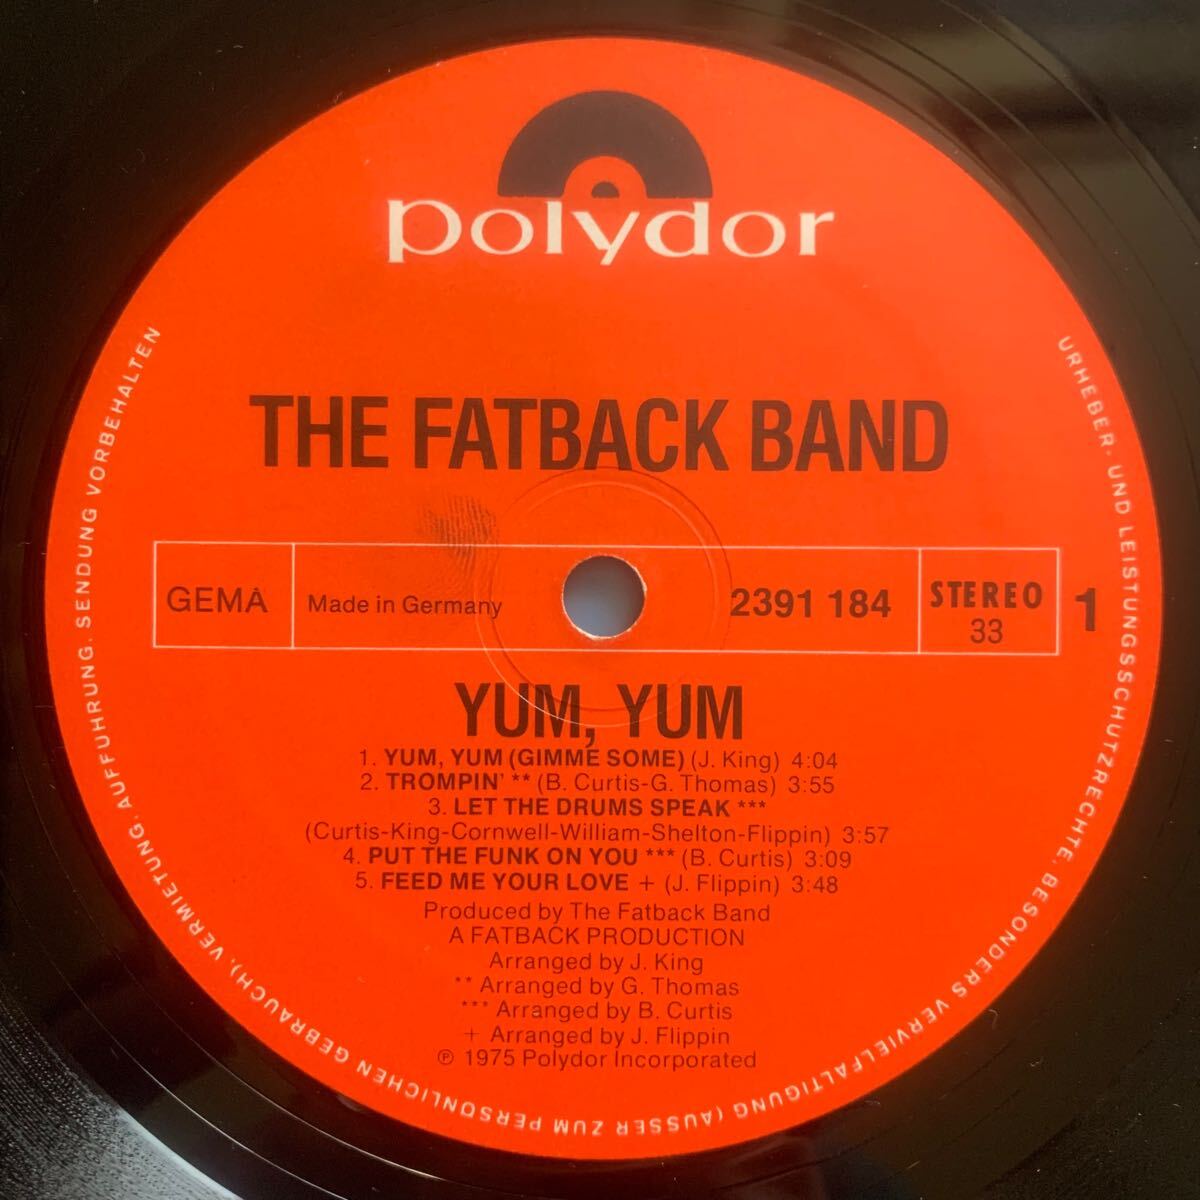 polydor
THE FATBACK BAND
GEMA
Made in Germany
2391 184
STEREO
33
1
YUM, YUM
1. YUM, YUM (GIMME SOME) (J. King) 4:04
2. TROMPIN' ** (B. Curtis-G. Thomas) 3:55
3. LET THE DRUMS SPEAK ***
(Curtis-King-Cornwell-William-Shelton-Flippin) 3:57
4. PUT THE FUNK ON YOU *** (B. Curtis) 3:09
5. FEED ME YOUR LOVE + (J. Flippin) 3:48
Produced by The Fatback Band
A FATBACK PRODUCTION
Arranged by J. King
** Arranged by G. Thomas
*** Arranged by B. Curtis
+ Arranged by J. Flippin
℗ 1975 Polydor Incorporated
URHEBER- UND LEISTUNGSSCHUTZRECHTE, BESONDERS VERVIELFÄLTIGUNG (AUSSER ZUM PERSÖNLICHEN GEBRAUCH), VERMIETUNG, AUFFÜHRUNG, SENDUNG VORBEHALTEN